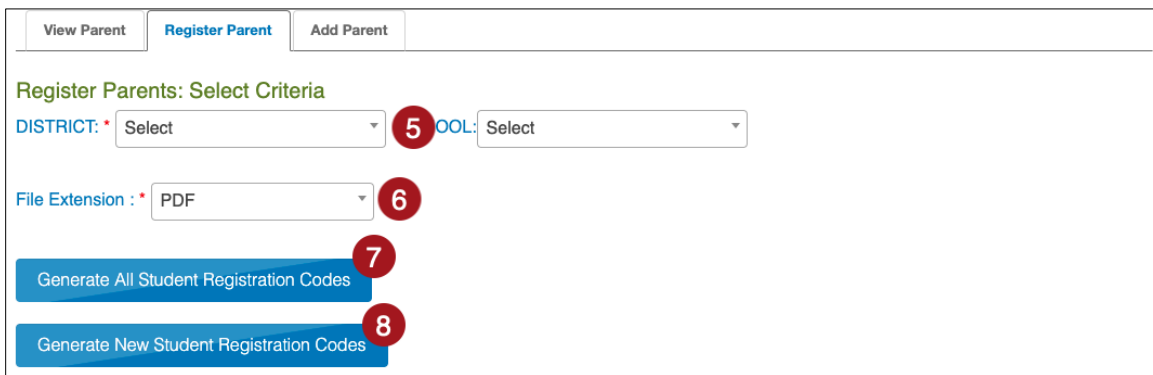 View Parent Register Parent Add Parent
Register Parents: Select Criteria
DISTRICT: * Select 5 OOL: Select
File Extension : * PDF 6
7
Generate All Student Registration Codes
8
Generate New Student Registration Codes